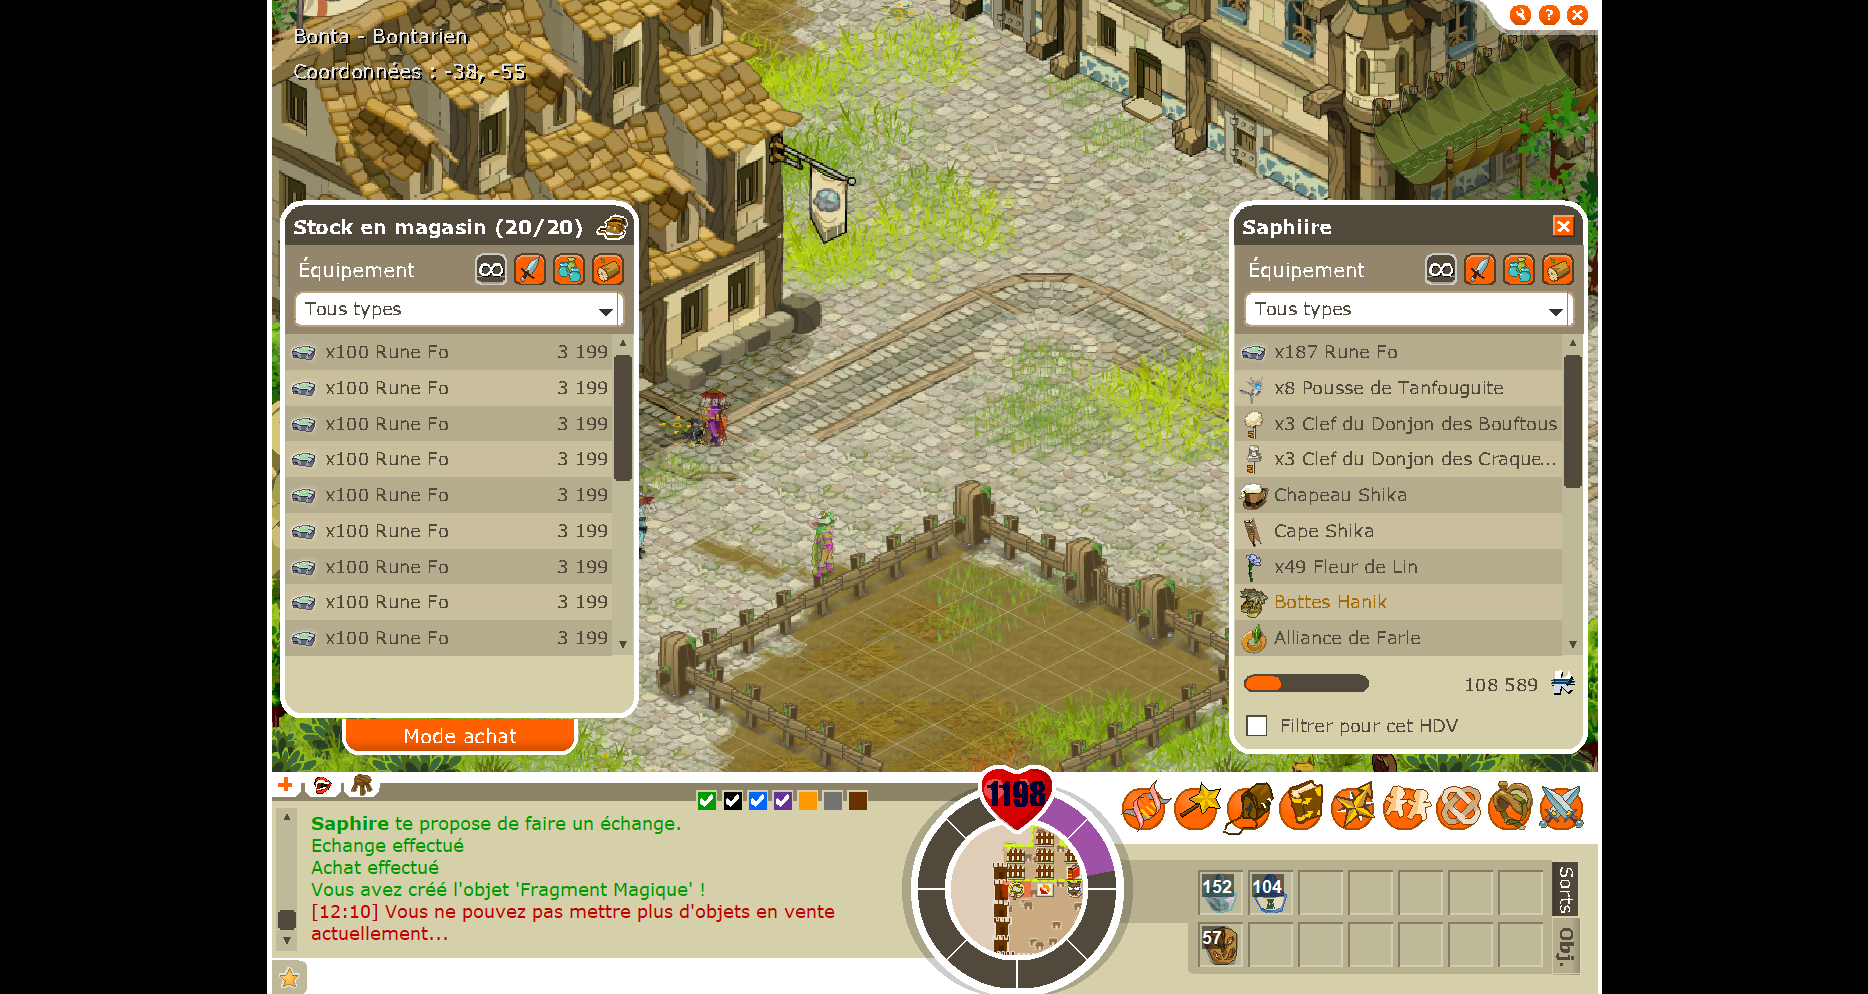 Bonta - Bontarien
Coordonnées : -38, -55
Stock en magasin (20/20)
Équipement
Tous types
x100 Rune Fo 3 199
x100 Rune Fo 3 199
x100 Rune Fo 3 199
x100 Rune Fo 3 199
x100 Rune Fo 3 199
x100 Rune Fo 3 199
x100 Rune Fo 3 199
x100 Rune Fo 3 199
x100 Rune Fo 3 199
Mode achat
Saphiire
Équipement
Tous types
x187 Rune Fo
x8 Pousse de Tanfouguite
x3 Clef du Donjon des Bouftous
x3 Clef du Donjon des Craque...
Chapeau Shika
Cape Shika
x49 Fleur de Lin
Bottes Hanik
Alliance de Farle
108 589
Filtrer pour cet HDV
Saphire te propose de faire un échange.
Echange effectué
Achat effectué
Vous avez créé l'objet 'Fragment Magique' !
[12:10] Vous ne pouvez pas mettre plus d'objets en vente
actuellement...
1198
152 104
57
Sorts
Obj.